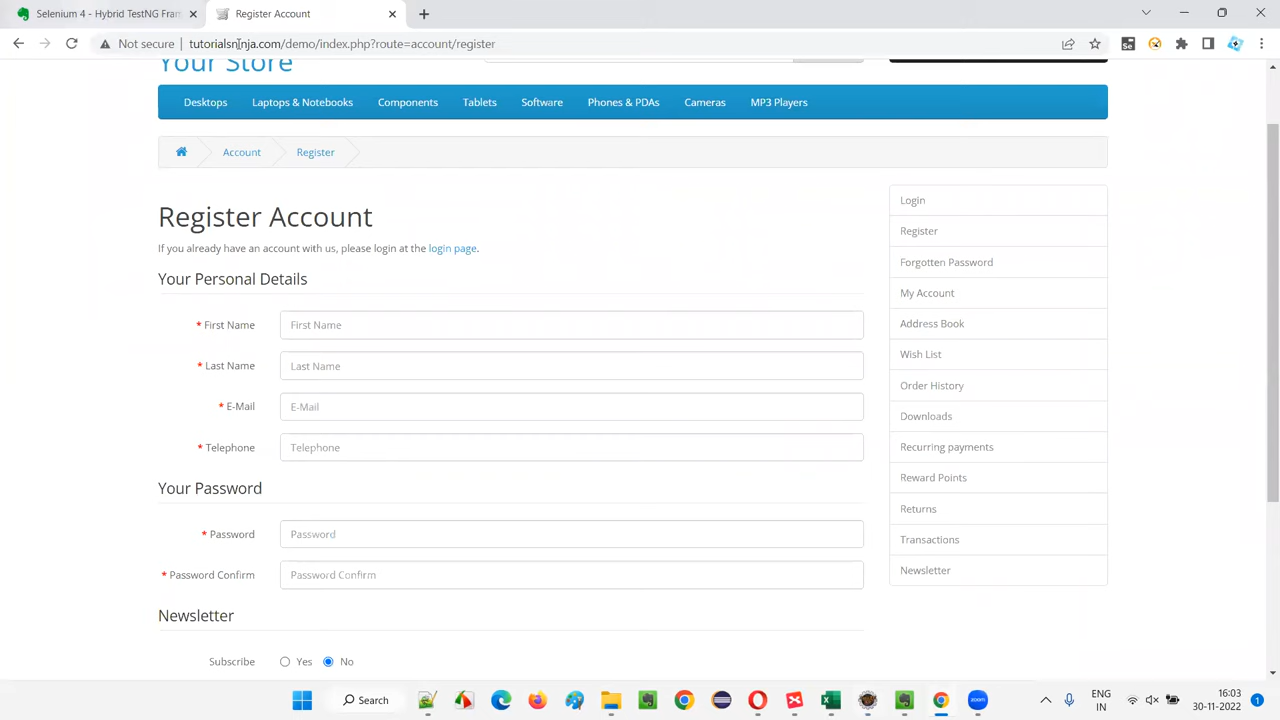 Selenium 4 - Hybrid TestNG Fram
Register Account
Not secure
tutorialsninja.com/demo/index.php?route=account/register
Your Store
Desktops
Laptops & Notebooks
Components
Tablets
Software
Phones & PDAs
Cameras
MP3 Players
Account
Register
Register Account
If you already have an account with us, please login at the login page.
Your Personal Details
* First Name
First Name
* Last Name
Last Name
* E-Mail
E-Mail
* Telephone
Telephone
Your Password
* Password
Password
* Password Confirm
Password Confirm
Newsletter
Subscribe
Yes
No
Login
Register
Forgotten Password
My Account
Address Book
Wish List
Order History
Downloads
Recurring payments
Reward Points
Returns
Transactions
Newsletter
Search
zoom
ENG
IN
16:03
30-11-2022
1